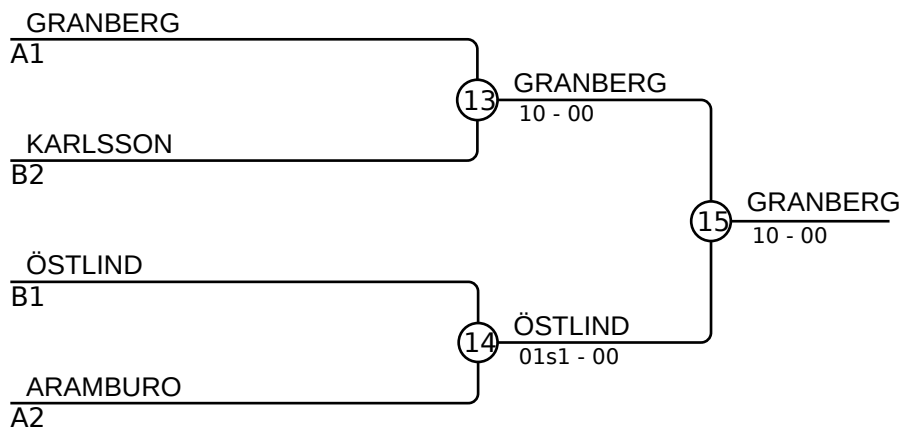 GRANBERG
A1
13
GRANBERG
10 - 00
KARLSSON
B2
15
GRANBERG
10 - 00
ÖSTLIND
B1
14
ÖSTLIND
01s1 - 00
ARAMBURO
A2